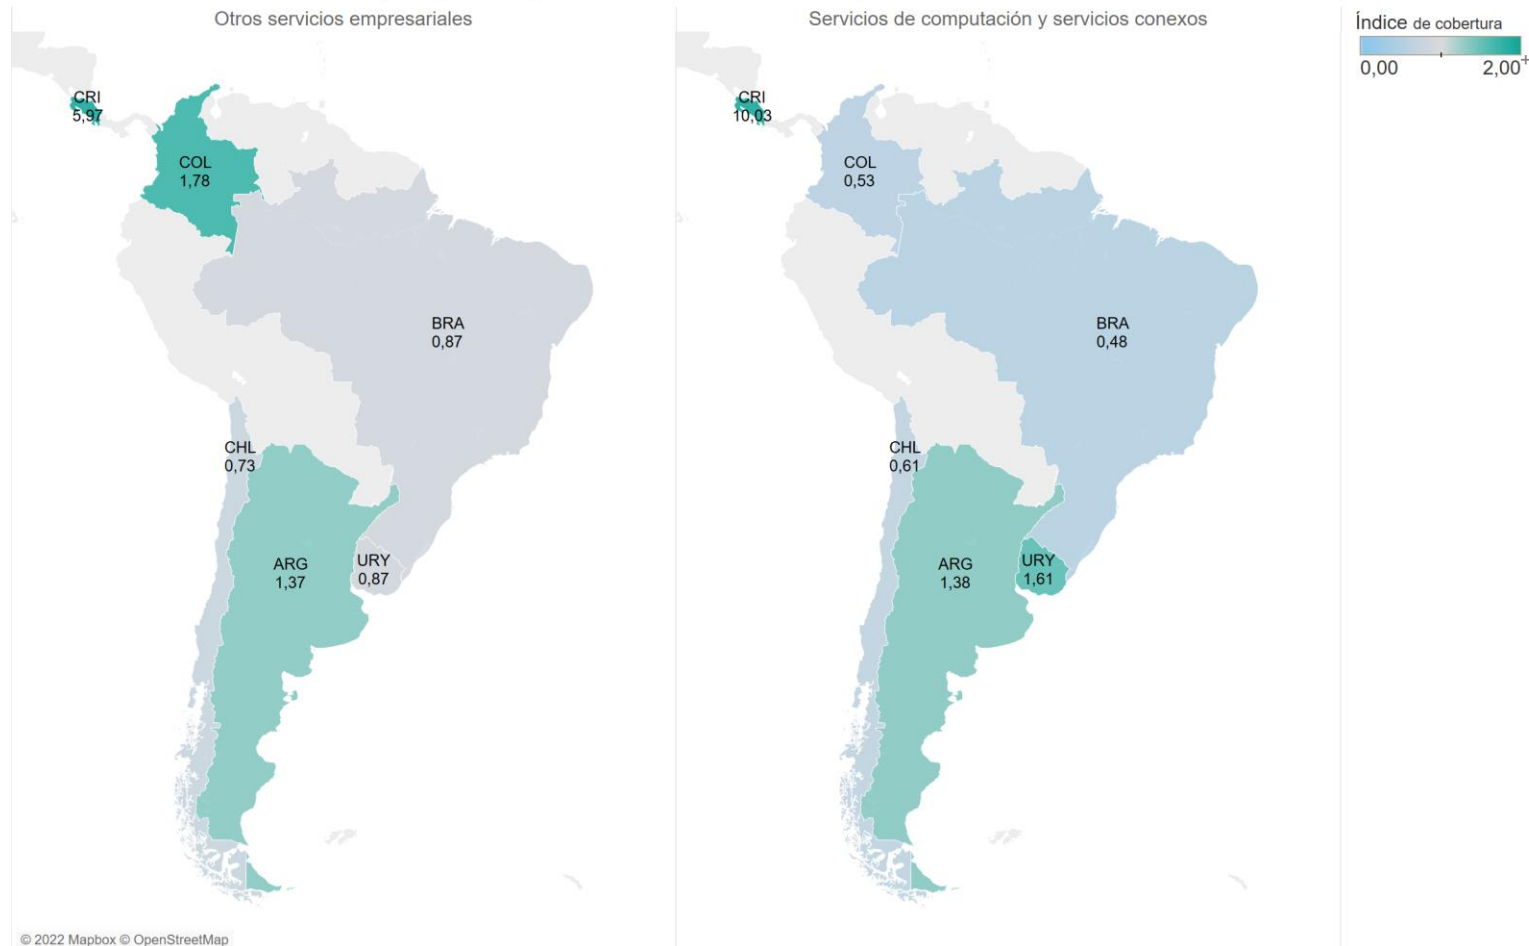 Otros servicios empresariales
CRI
5,97
COL
1,78
BRA
0,87
CHL
0,73
ARG
1,37
URY
0,87
© 2022 Mapbox © OpenStreetMap
Servicios de computación y servicios conexos
CRI
10,03
COL
0,53
BRA
0,48
CHL
0,61
ARG
1,38
URY
1,61
Índice de cobertura
0,00 2,00+